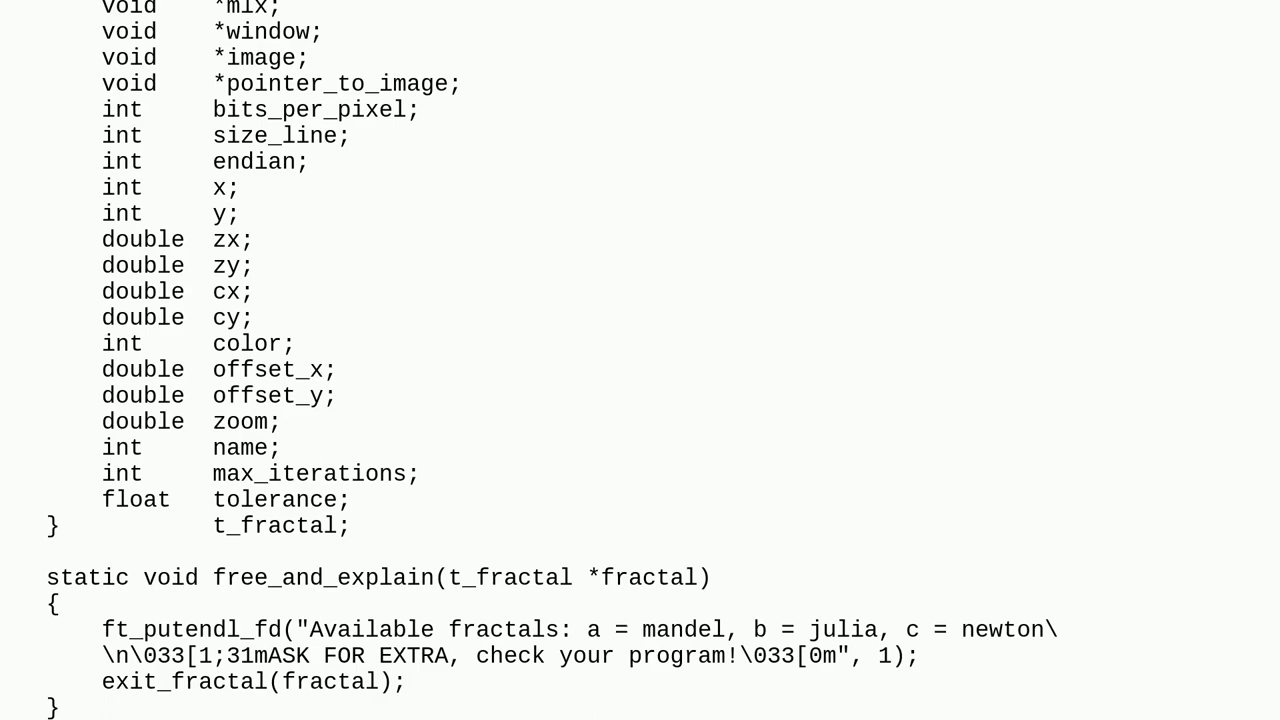 void    *mlx;
void    *window;
void    *image;
void    *pointer_to_image;
int     bits_per_pixel;
int     size_line;
int     endian;
int     x;
int     y;
double  zx;
double  zy;
double  cx;
double  cy;
int     color;
double  offset_x;
double  offset_y;
double  zoom;
int     name;
int     max_iterations;
float   tolerance;
}           t_fractal;
static void free_and_explain(t_fractal *fractal)
{
ft_putendl_fd("Available fractals: a = mandel, b = julia, c = newton\
\n\033[1;31mASK FOR EXTRA, check your program!\033[0m", 1);
exit_fractal(fractal);
}